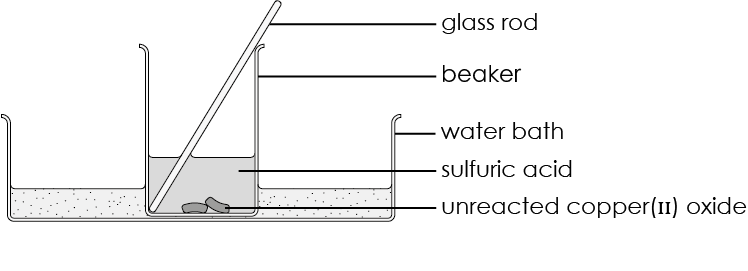 glass rod
beaker
water bath
sulfuric acid
unreacted copper(II) oxide